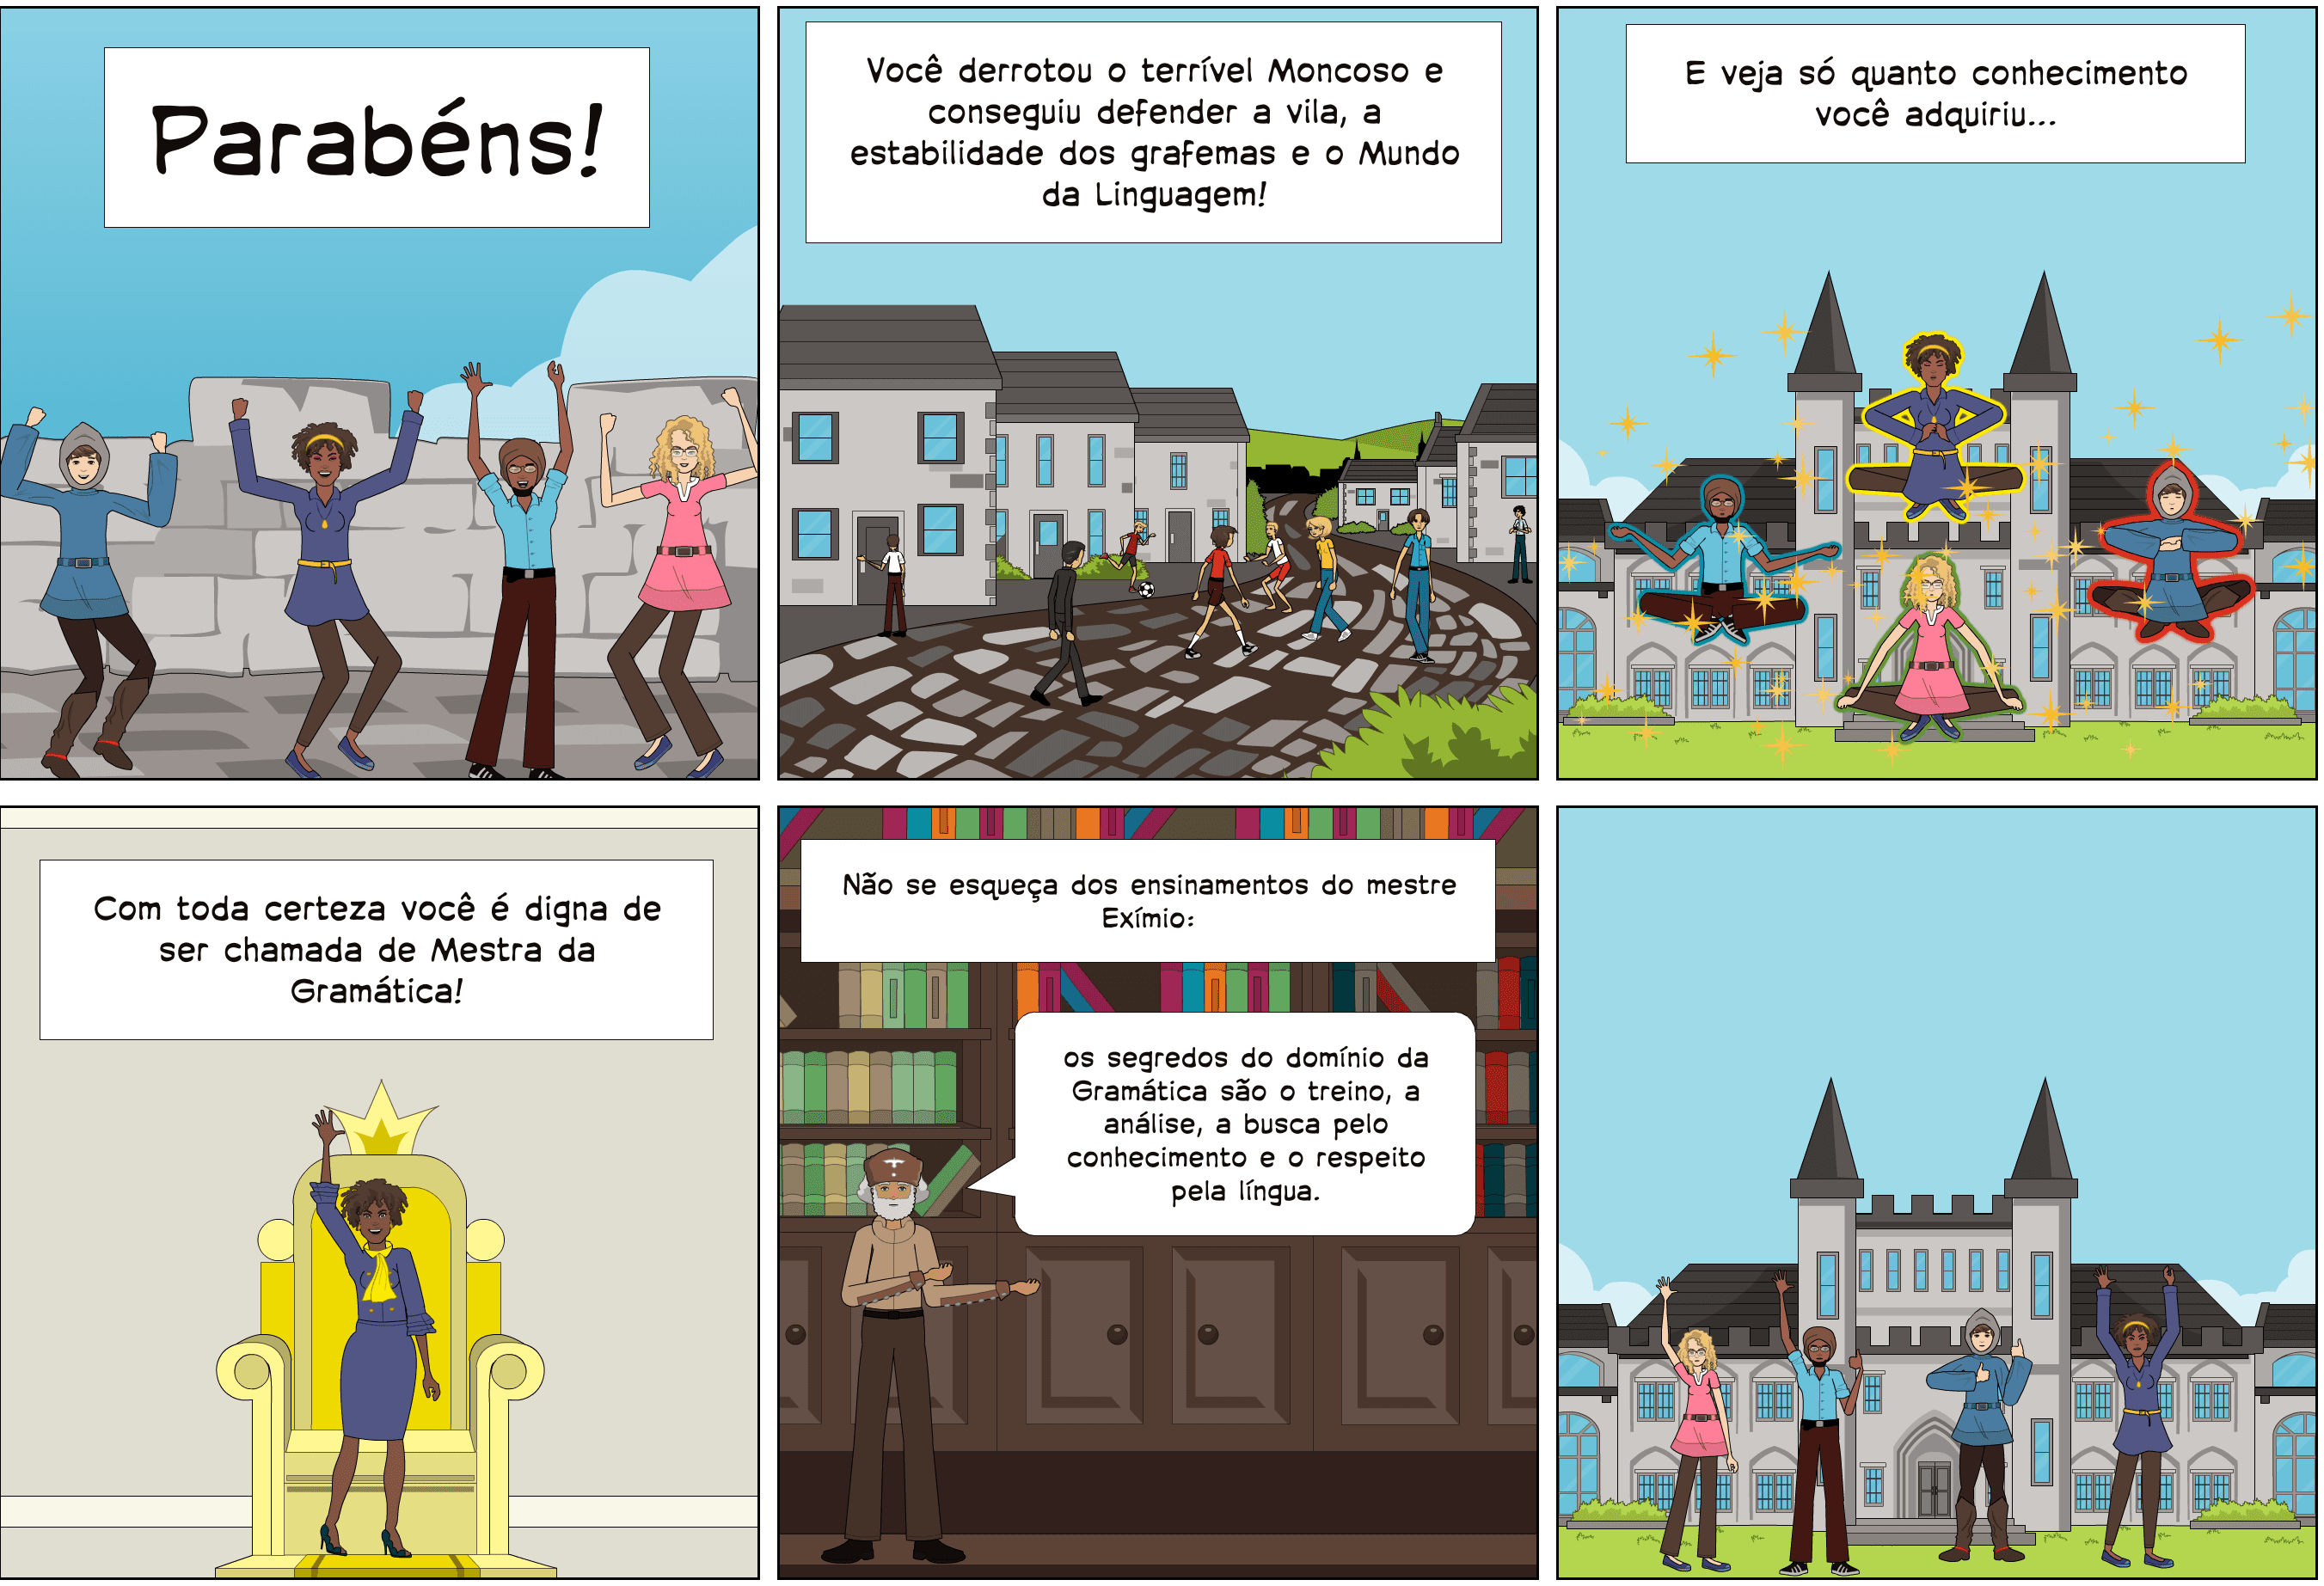 Parabéns!
Você derrotou o terrível Moncoso e
conseguiu defender a vila, a
estabilidade dos grafemas e o Mundo
da Linguagem!
E veja só quanto conhecimento
você adquiriu...
Com toda certeza você é digna de
ser chamada de Mestra da
Gramática!
Não se esqueça dos ensinamentos do mestre
Exímio:
os segredos do domínio da
Gramática são o treino, a
análise, a busca pelo
conhecimento e o respeito
pela língua.